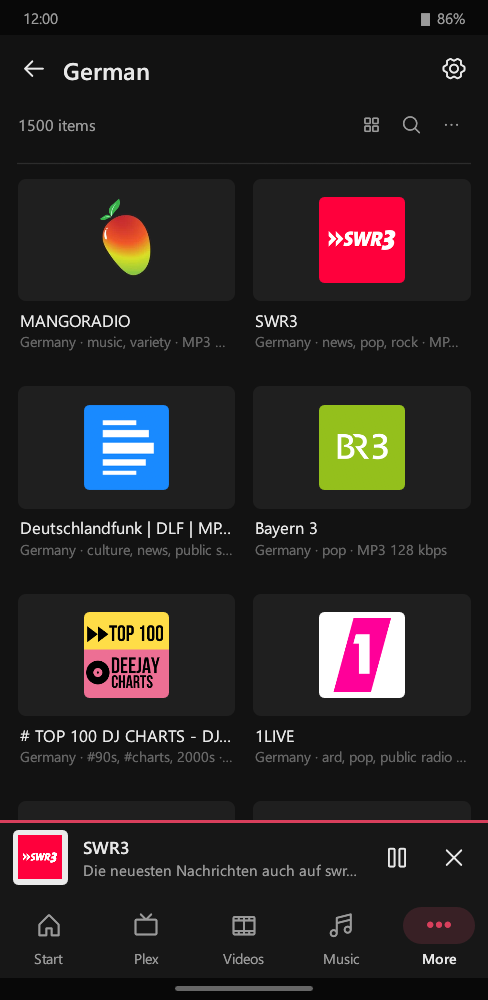 12:00
86%
German
1500 items
MANGORADIO
Germany · music, variety · MP3 ...
»SWR3
SWR3
Germany · news, pop, rock · MP...
Deutschlandfunk | DLF | MP...
Germany · culture, news, public s...
BR3
Bayern 3
Germany · pop · MP3 128 kbps
TOP 100
DEEJAY
CHARTS
# TOP 100 DJ CHARTS - DJ...
Germany · #90s, #charts, 2000s ·...
1
1LIVE
Germany · ard, pop, public radio ...
»SWR3
SWR3
Die neuesten Nachrichten auch auf swr...
Start
Plex
Videos
Music
More